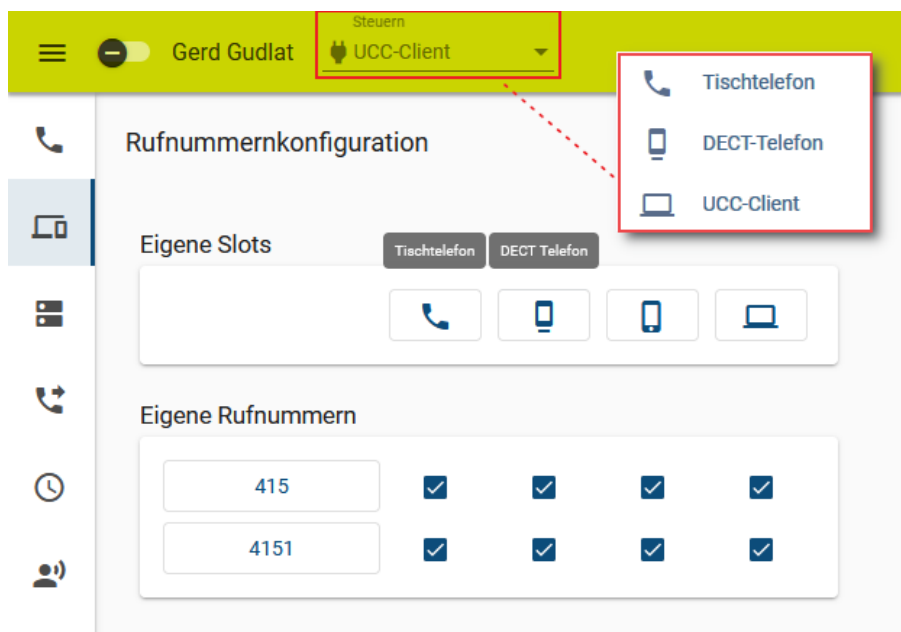 Steuern
Gerd Gudlat
UCC-Client
Tischtelefon
DECT-Telefon
UCC-Client
Rufnummernkonfiguration
Eigene Slots
Tischtelefon
DECT Telefon
Eigene Rufnummern
415
4151